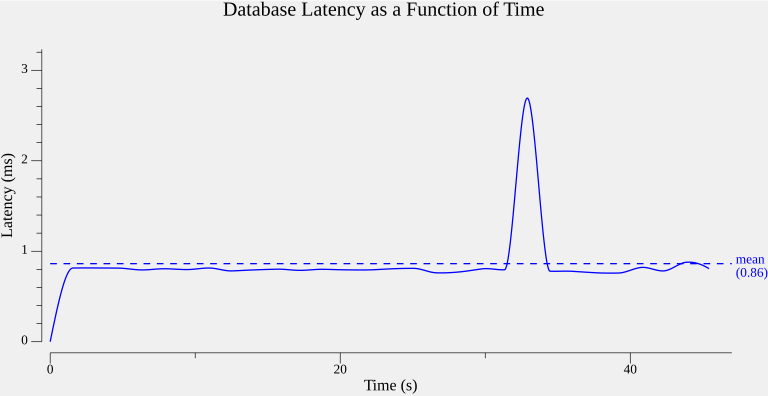 Database Latency as a Function of Time
Latency (ms)
3
2
1
0
mean
(0.86)
0
20
40
Time (s)